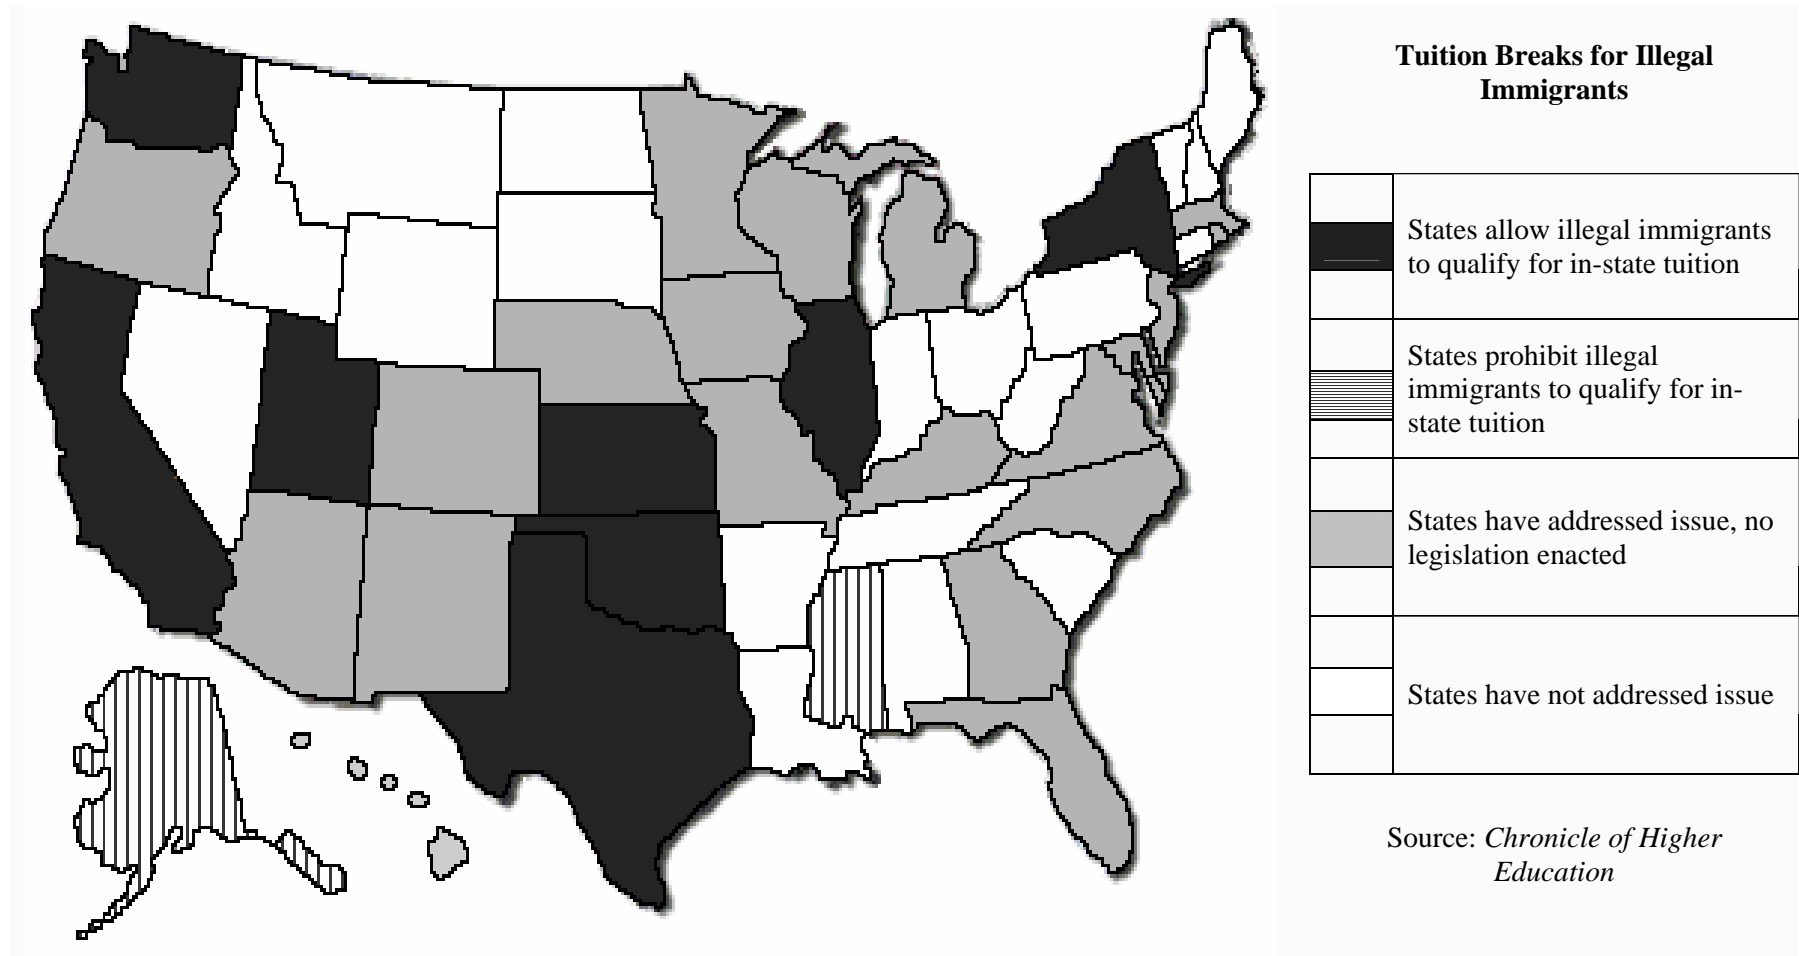 Tuition Breaks for Illegal
Immigrants
States allow illegal immigrants
to qualify for in-state tuition
States prohibit illegal
immigrants to qualify for in-
state tuition
States have addressed issue, no
legislation enacted
States have not addressed issue
Source: Chronicle of Higher
Education